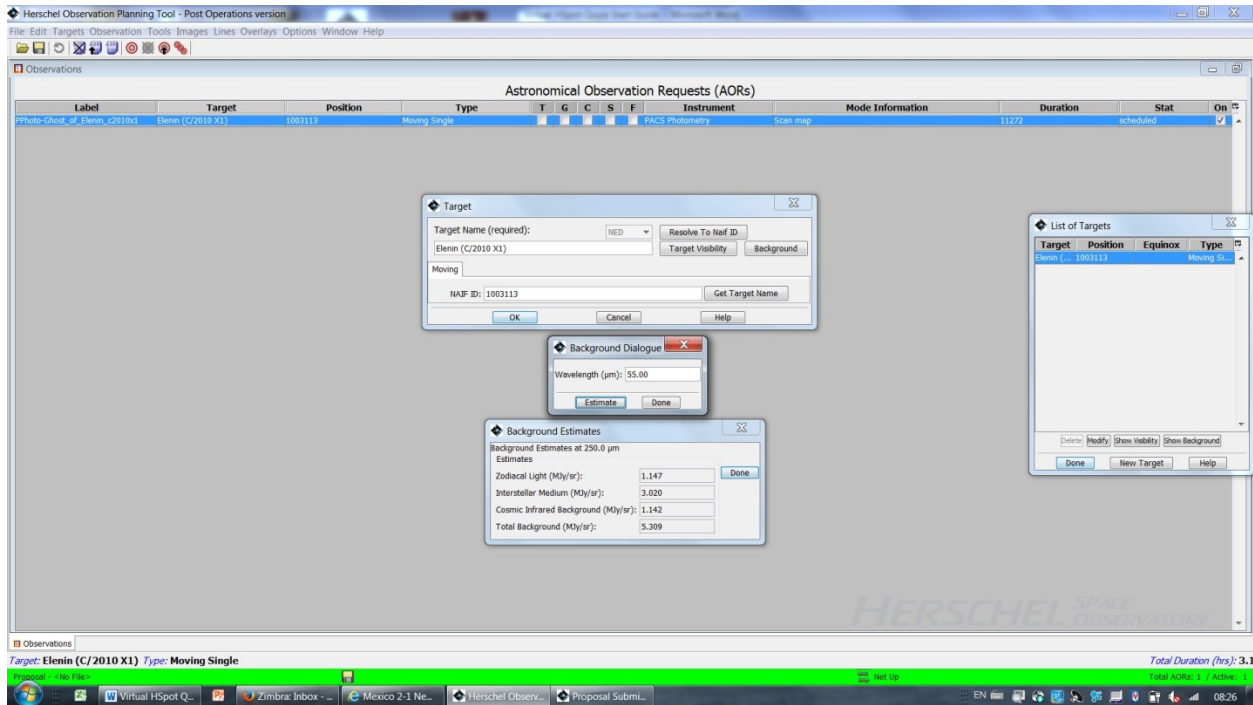 Herschel Observation Planning Tool - Post Operations version
File Edit Targets Observation Tools Images Lines Overlays Options Window Help
Observations
Astronomical Observation Requests (AORs)
Label Target Position Type T G C S F Instrument Mode Information Duration Stat On
PPhoto-Ghost_of_Elenin_c2010x1 Elenin (C/2010 X1) 1003113 Moving Single PACS Photometry Scan map 11272 scheduled
Target
Target Name (required): NED Resolve To Naif ID
Elenin (C/2010 X1) Target Visibility Background
Moving
NAIF ID: 1003113 Get Target Name
OK Cancel Help
List of Targets
Target Position Equinox Type
Elenin (... 1003113 Moving Si...
Delete Modify Show Visibility Show Background
Done New Target Help
Background Dialogue
Wavelength (µm): 55.00
Estimate Done
Background Estimates
Background Estimates at 250.0 µm
Estimates
Zodiacal Light (MJy/sr): 1.147 Done
Interstellar Medium (MJy/sr): 3.020
Cosmic Infrared Background (MJy/sr): 1.142
Total Background (MJy/sr): 5.309
HERSCHEL SPACE OBSERVATORY
Observations
Target: Elenin (C/2010 X1) Type: Moving Single Total Duration (hrs): 3.1
Proposal - <No File> Net Up Total AORs: 1 / Active: 1
Virtual HSpot Q... Zimbra: Inbox - ... Mexico 2-1 Ne... Herschel Observ... Proposal Submi... EN 08:26